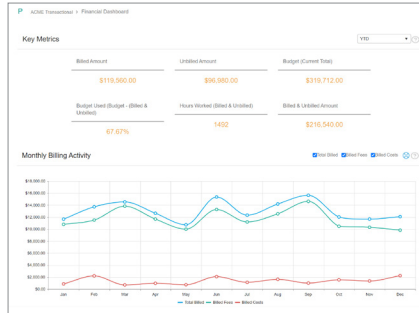 P ACME Transactions > Financial Dashboard
Key Metrics YTD
Billed Amount Unbilled Amount Budget (Current Total)
$119,560.00 $96,980.00 $319,712.00
Budget Used (Budget - (Billed & Unbilled) Hours Worked (Billed & Unbilled) Billed & Unbilled Amount
67.67% 1492 $216,540.00
Monthly Billing Activity Total Billed Billed Fees Billed Costs
$18,000.00
$16,000.00
$14,000.00
$12,000.00
$10,000.00
$8,000.00
$6,000.00
$4,000.00
$2,000.00
$0.00
Jan Feb Mar Apr May Jun Jul Aug Sep Oct Nov Dec
Total Billed Billed Fees Billed Costs